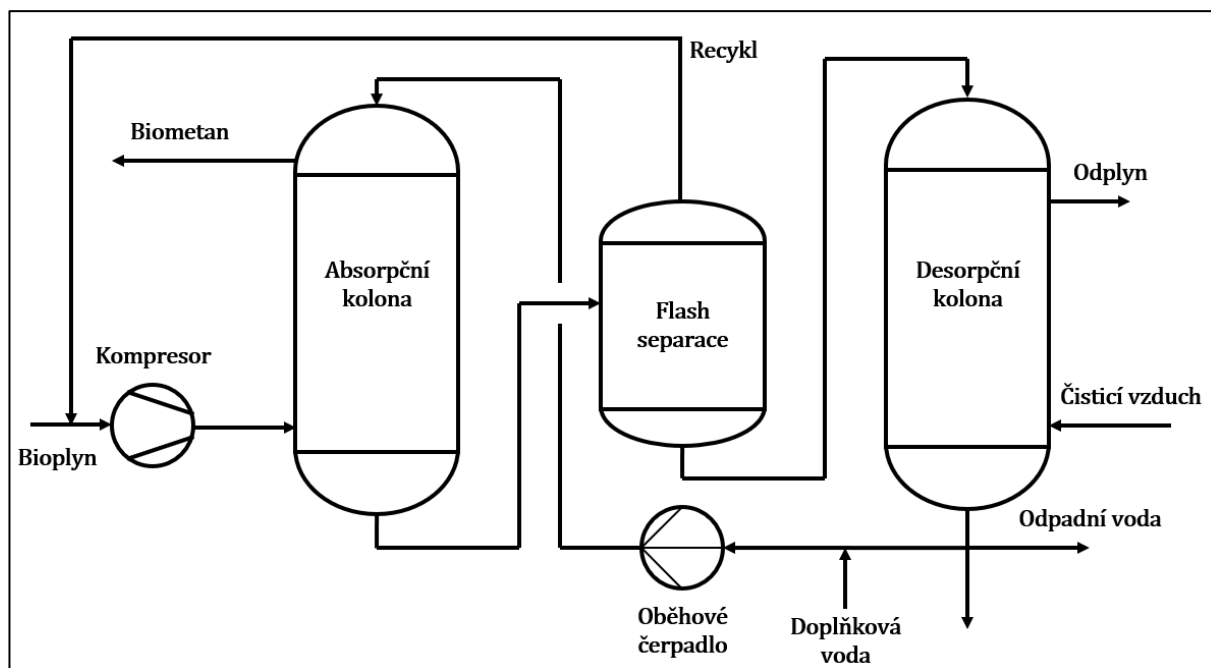 Recykl
Biometan
Odplyn
Absorpční
kolona
Desorpční
kolona
Flash
separace
Kompresor
Čisticí vzduch
Bioplyn
Odpadní voda
Oběhové
čerpadlo
Doplňková
voda